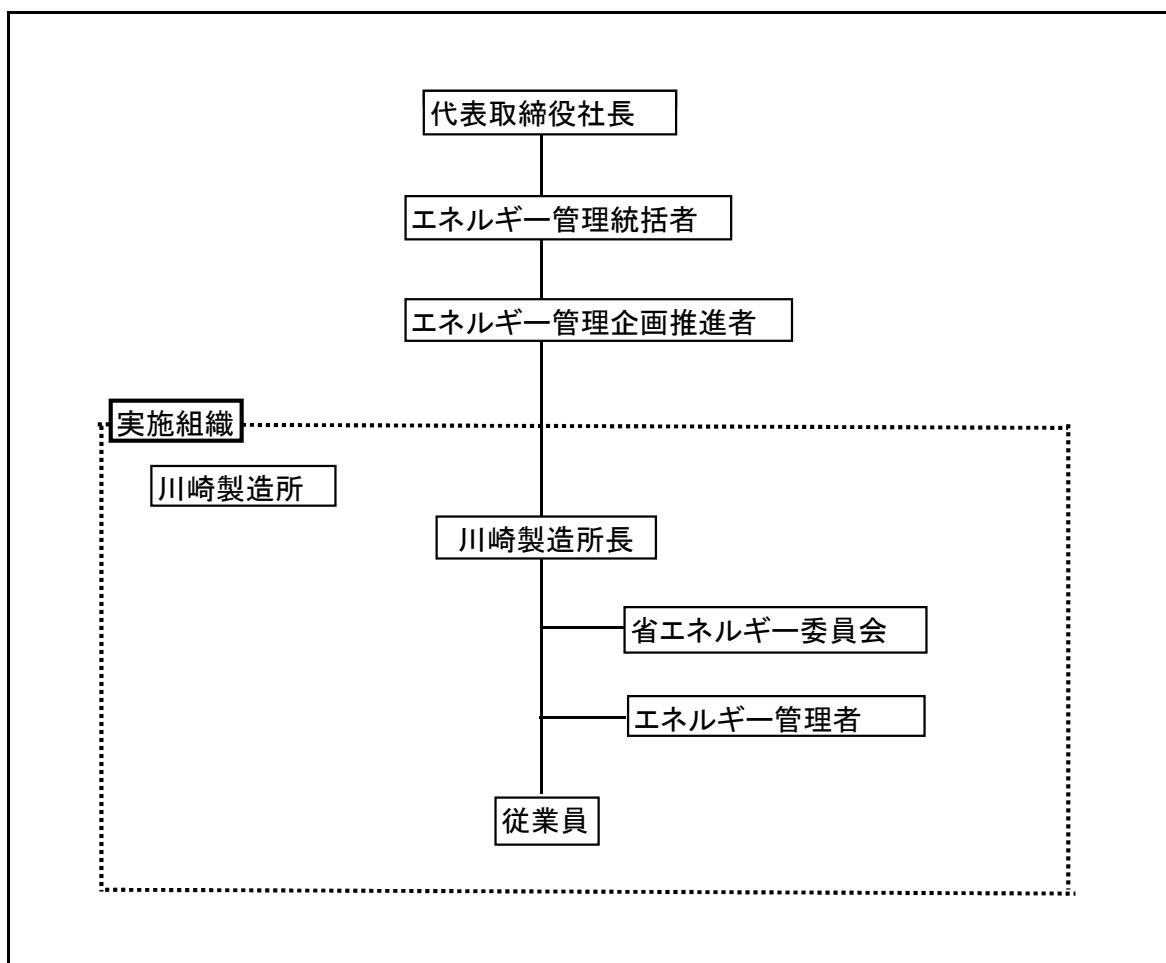 代表取締役社長
エネルギー管理統括者
エネルギー管理企画推進者
実施組織
川崎製造所
川崎製造所長
省エネルギー委員会
エネルギー管理者
従業員